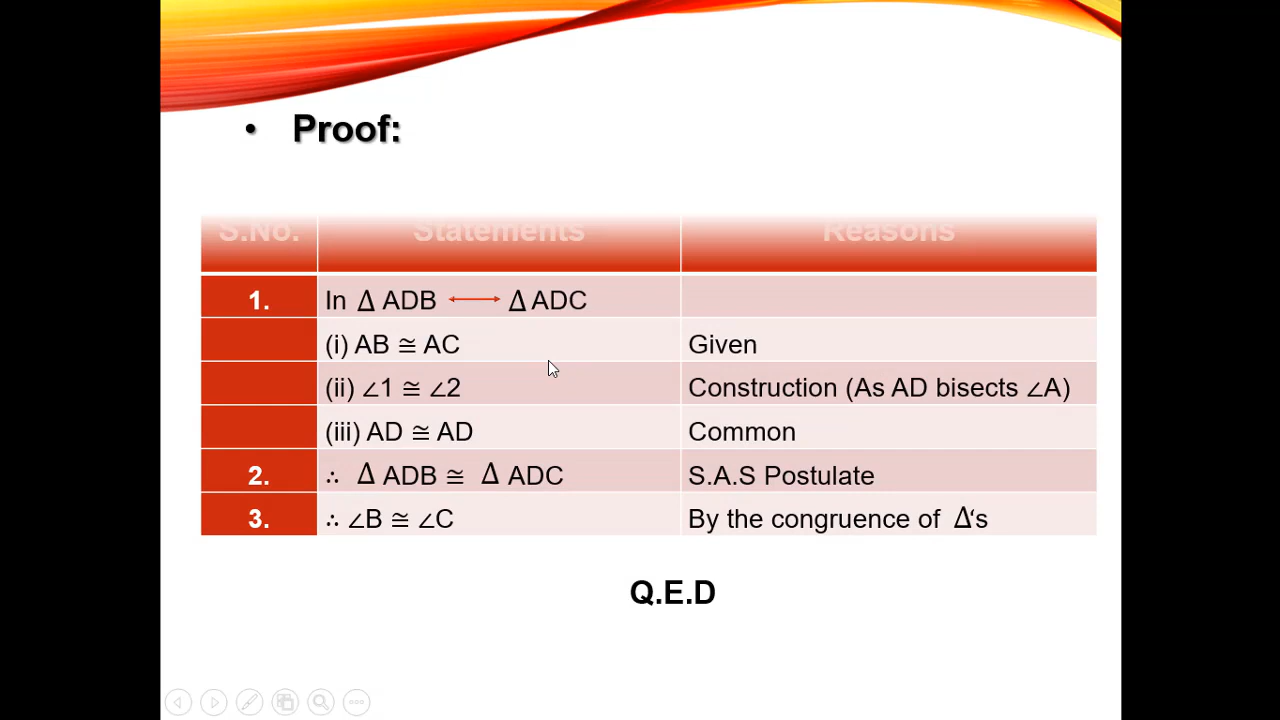 • Proof:
S.No. Statements Reasons
1. In Δ ADB ⟷ Δ ADC
(i) AB ≅ AC Given
(ii) ∠1 ≅ ∠2 Construction (As AD bisects ∠A)
(iii) AD ≅ AD Common
2. ∴ Δ ADB ≅ Δ ADC S.A.S Postulate
3. ∴ ∠B ≅ ∠C By the congruence of Δ‘s
Q.E.D